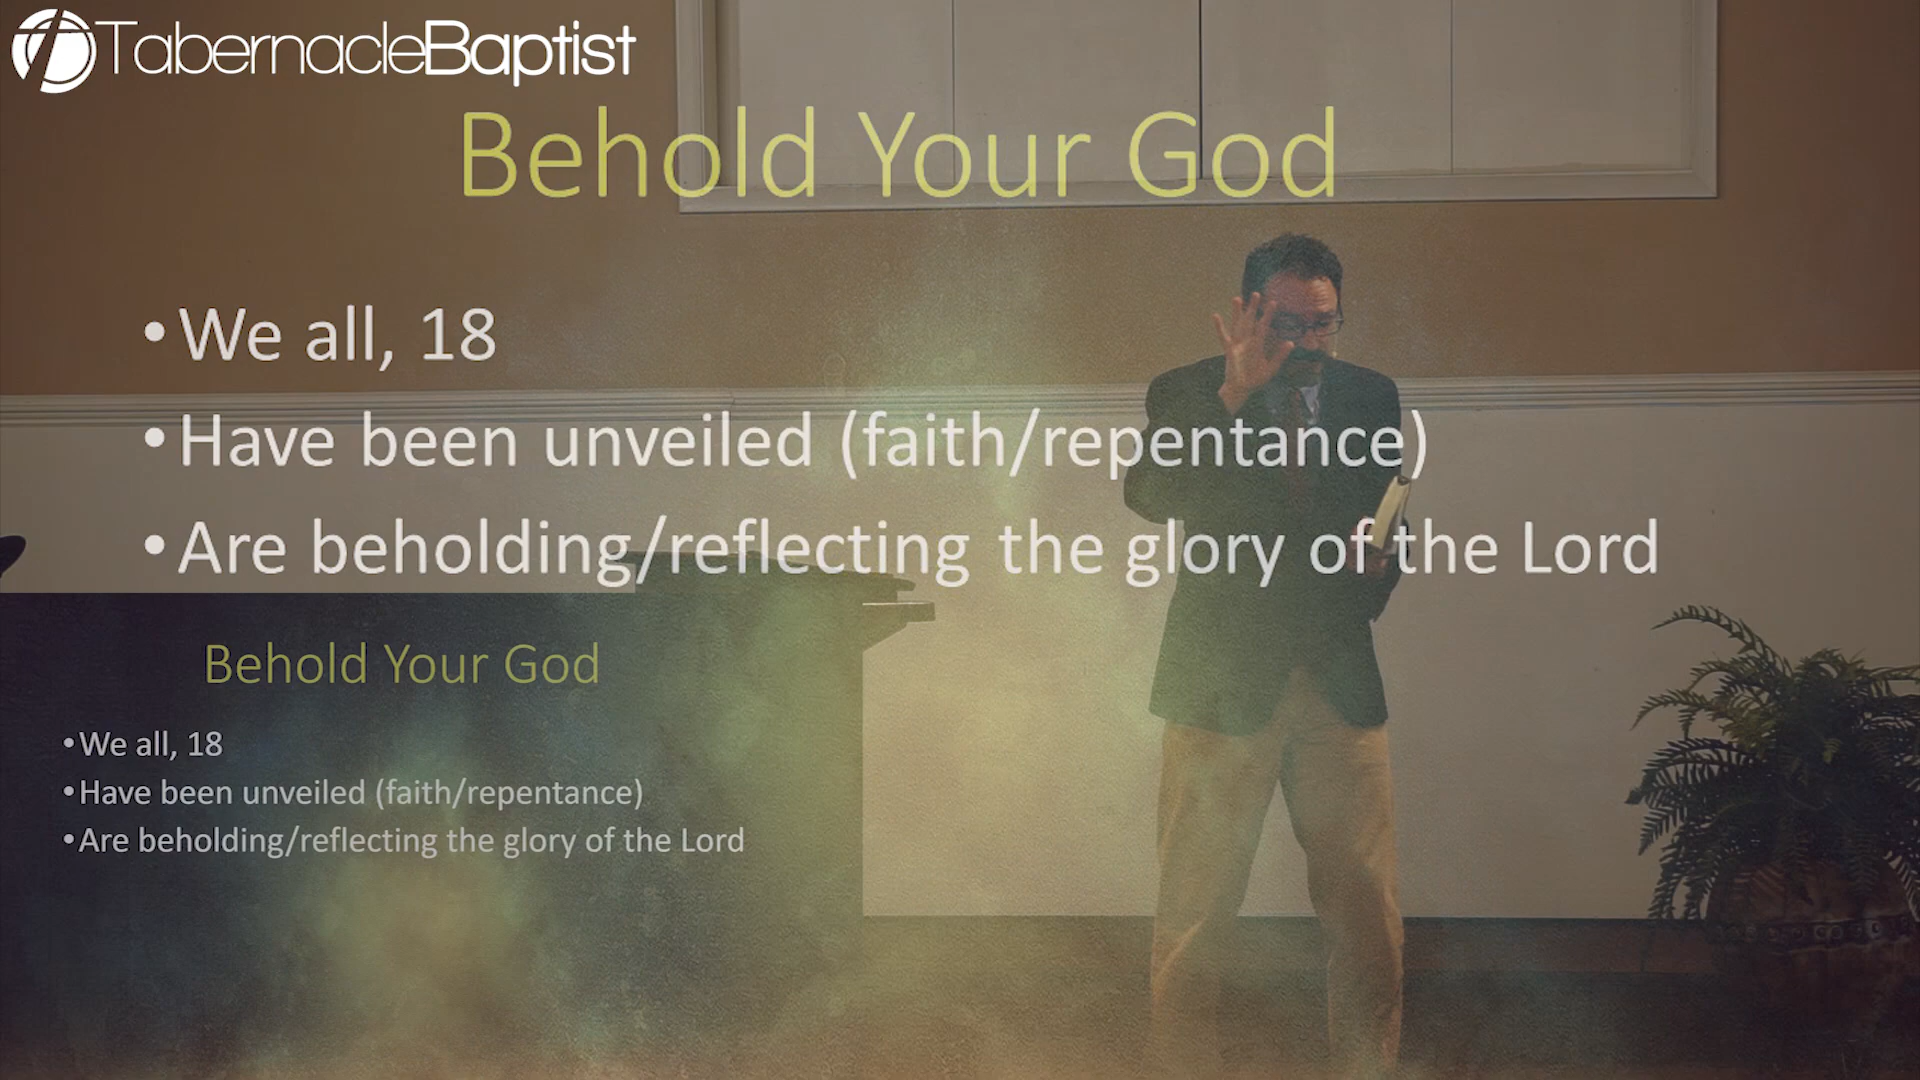 TabernacleBaptist
Behold Your God
•We all, 18
•Have been unveiled (faith/repentance)
•Are beholding/reflecting the glory of the Lord
Behold Your God
•We all, 18
•Have been unveiled (faith/repentance)
•Are beholding/reflecting the glory of the Lord